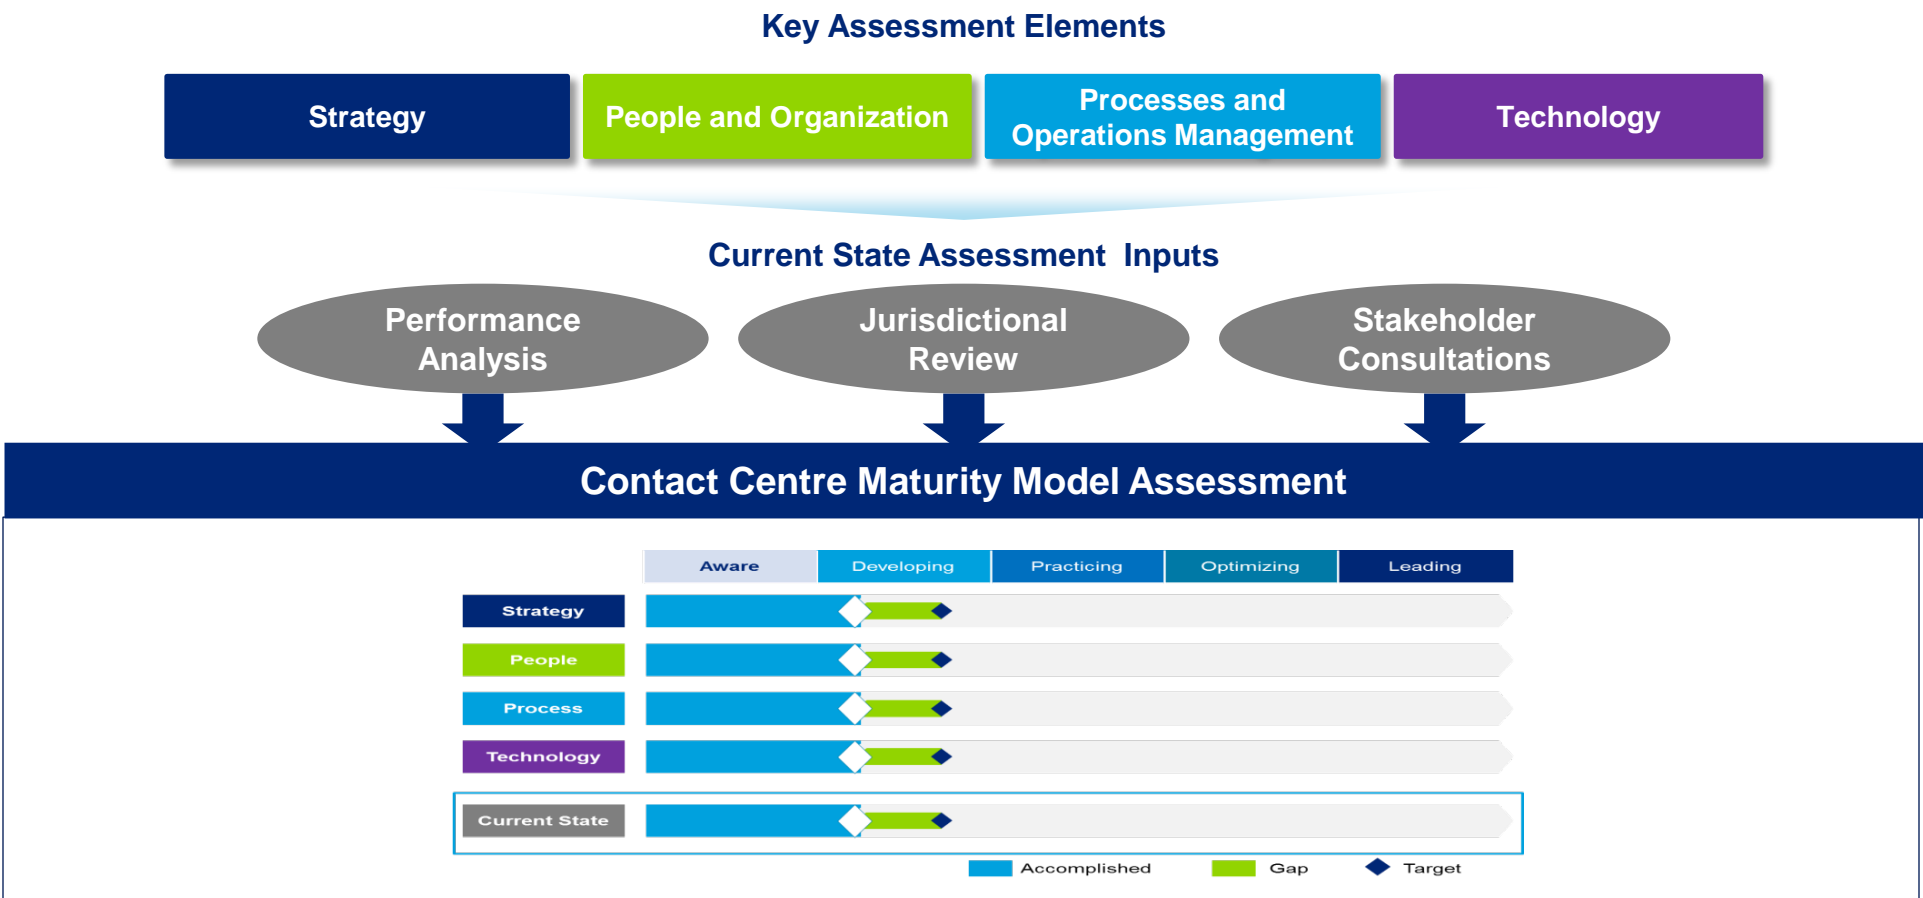 Key Assessment Elements
Strategy
People and Organization
Processes and
Operations Management
Technology
Current State Assessment  Inputs
Performance
Analysis
Jurisdictional
Review
Stakeholder
Consultations
Contact Centre Maturity Model Assessment
Aware
Developing
Practicing
Optimizing
Leading
Strategy
People
Process
Technology
Current State
Accomplished
Gap
Target